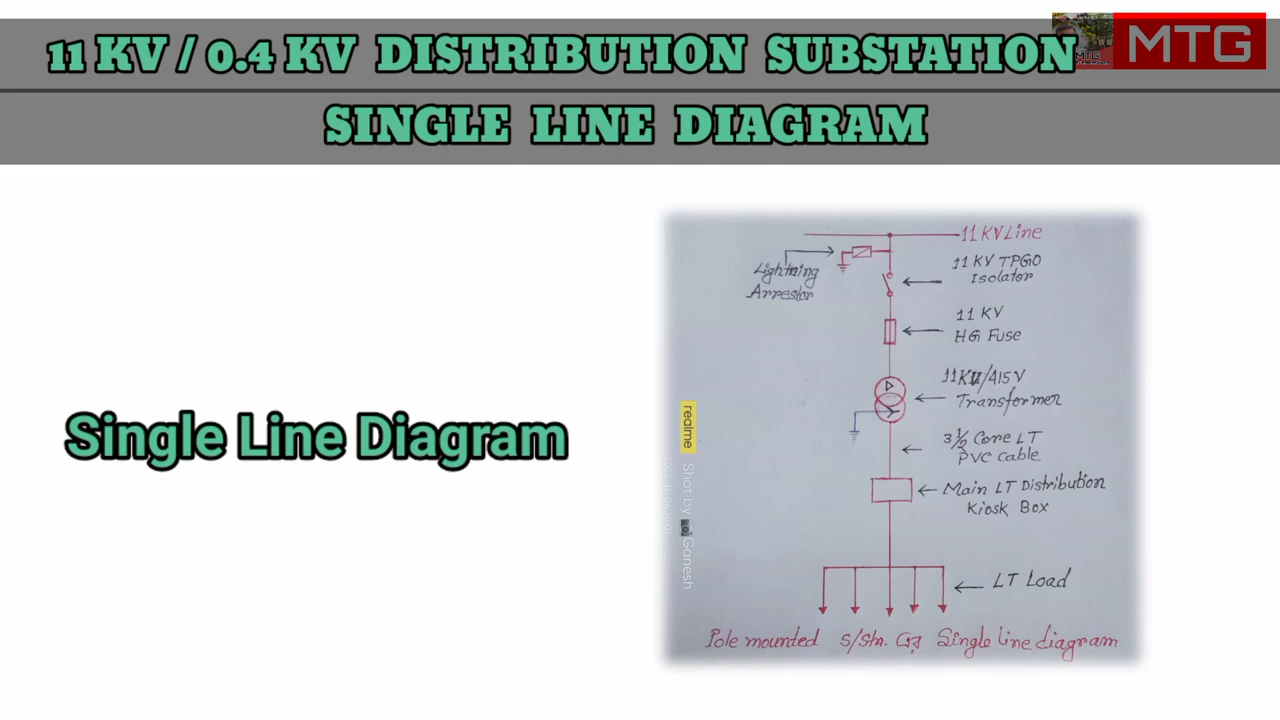 11 KV / 0.4 KV DISTRIBUTION SUBSTATION
MTG
MTG
SINGLE LINE DIAGRAM
Single Line Diagram
11 KV Line
Lightning
Arrestor
11 KV TPGO
Isolator
11 KV
HG Fuse
11KV/415V
Transformer
3½ Core LT
PVC Cable
Main LT Distribution
Kiosk Box
LT Load
Pole mounted S/Stn. এর Single line diagram
realme Shot by Ganesh